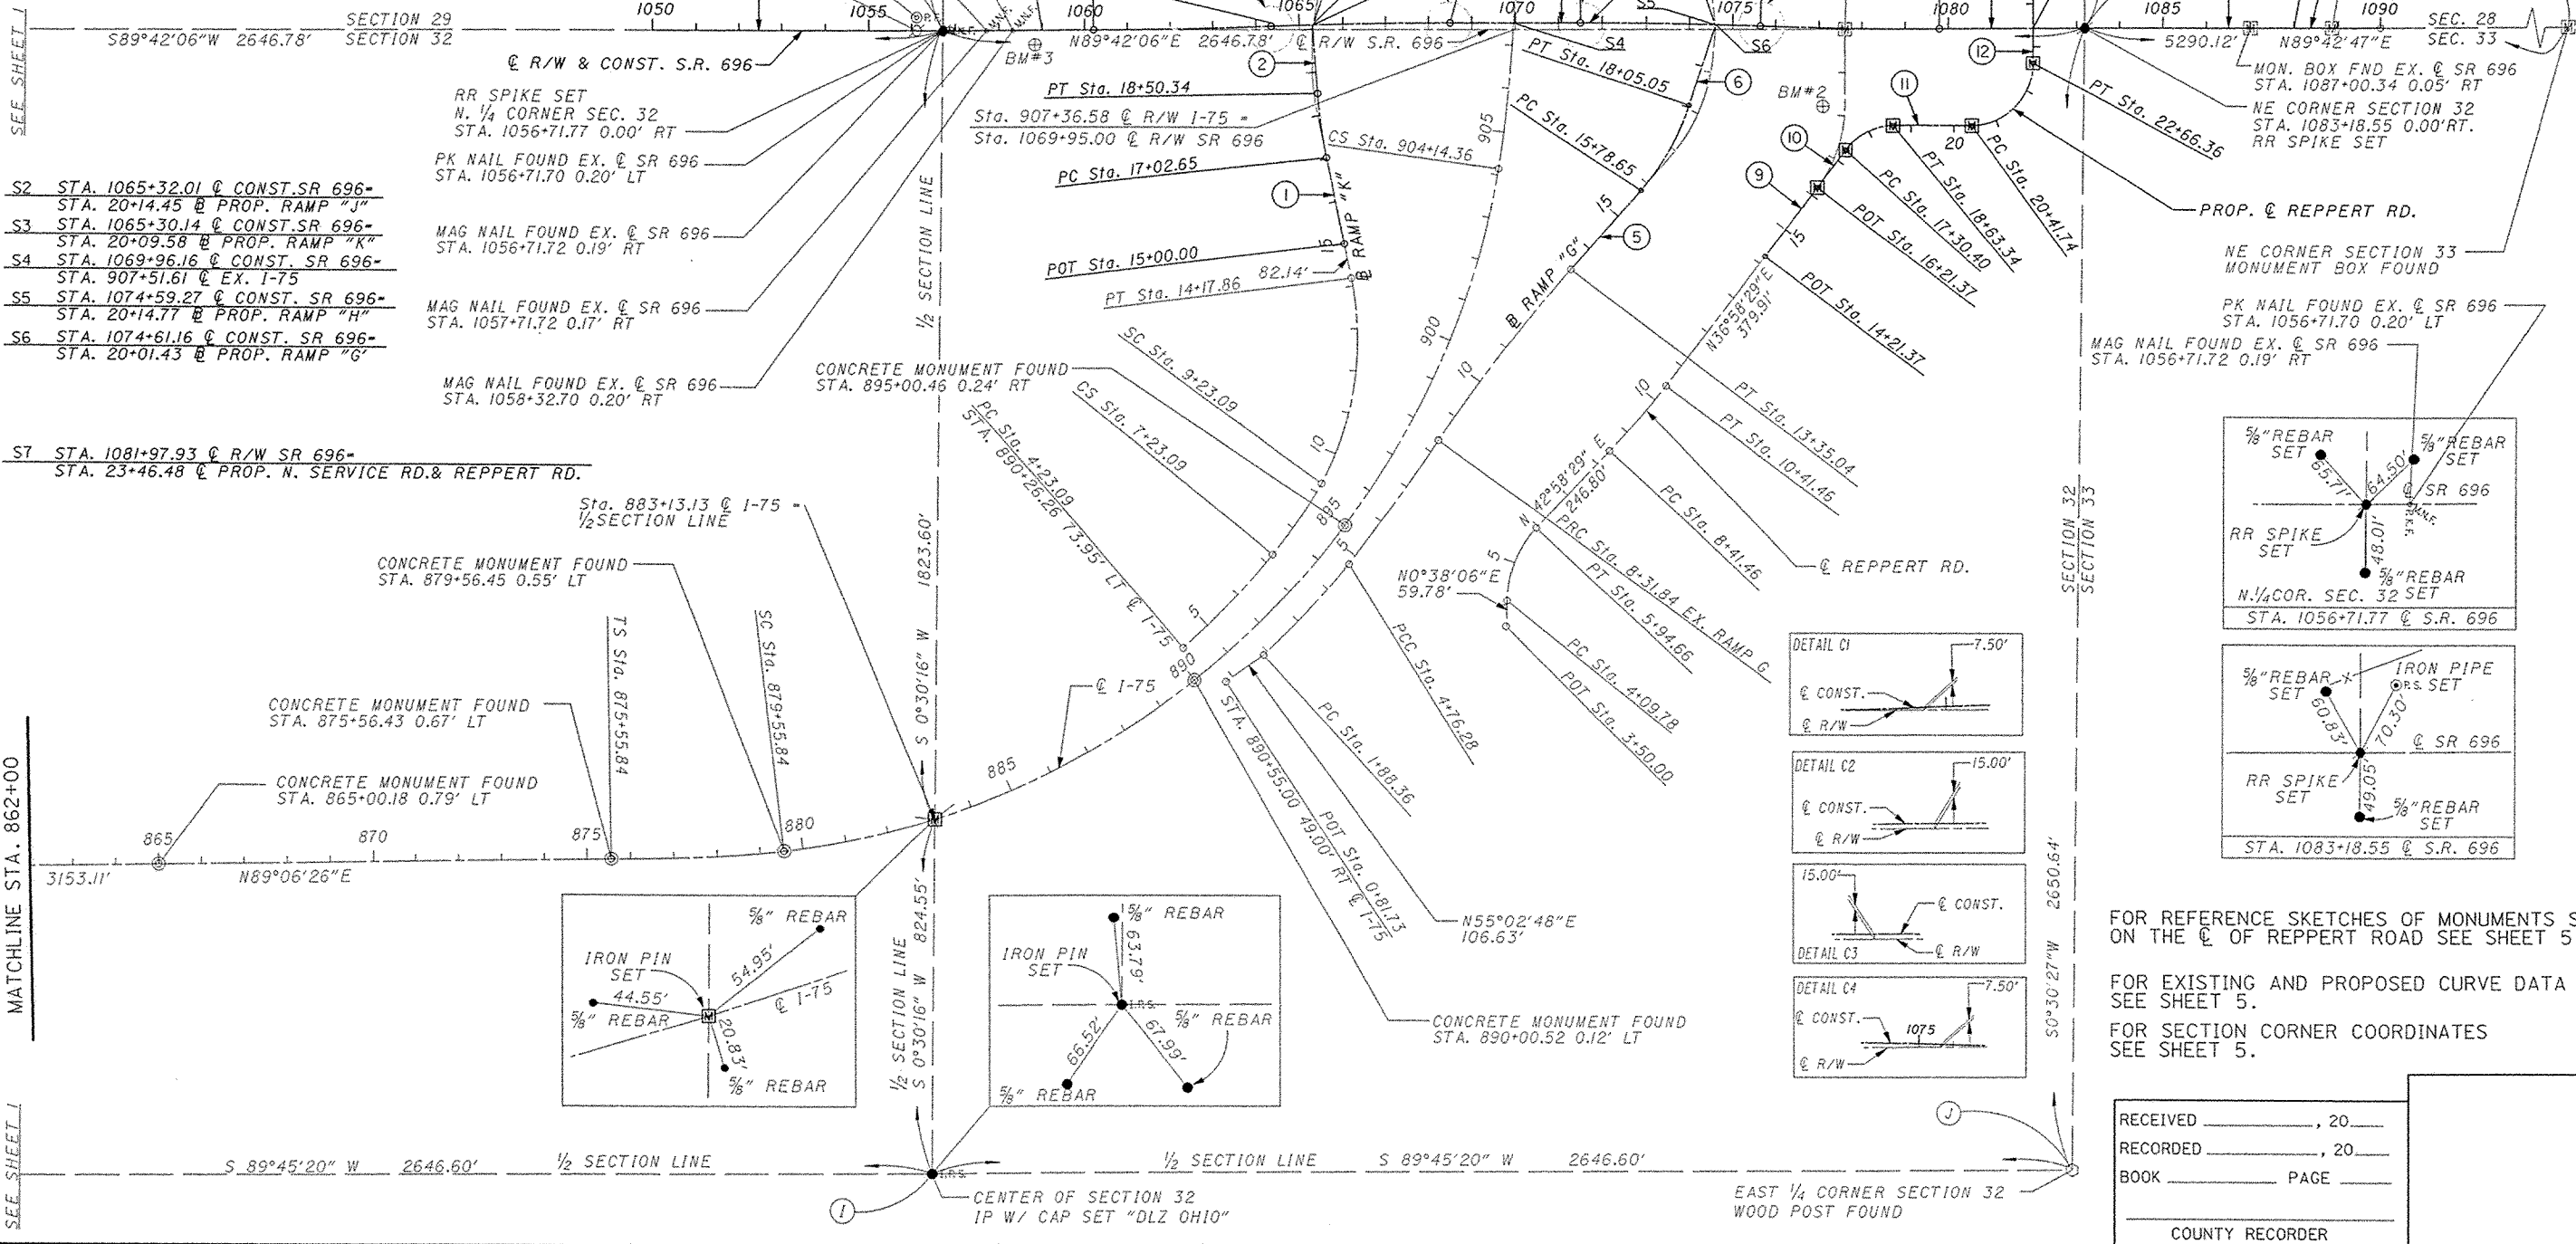 SEE SHEET 1
SECTION 29
SECTION 32
S89°42'06"W 2646.78'
1050
1055
1060
1065
1070
1075
1080
1085
1090
℄ R/W & CONST. S.R. 696
P.F.
M.N.F.
M.N.F.
BM#3
N89°42'06"E 2646.78'
℄ R/W S.R. 696
S4
S5
S6
SEC. 28
SEC. 33
5290.12'
N89°42'47"E
RR SPIKE SET
N. 1/4 CORNER SEC. 32
STA. 1056+71.77 0.00' RT
PK NAIL FOUND EX. ℄ SR 696
STA. 1056+71.70 0.20' LT
MAG NAIL FOUND EX. ℄ SR 696
STA. 1056+71.72 0.19' RT
MAG NAIL FOUND EX. ℄ SR 696
STA. 1057+71.72 0.17' RT
MAG NAIL FOUND EX. ℄ SR 696
STA. 1058+32.70 0.20' RT
S2 STA. 1065+32.01 ℄ CONST.SR 696=
STA. 20+14.45 B PROP. RAMP "J"
S3 STA. 1065+30.14 ℄ CONST.SR 696=
STA. 20+09.58 B PROP. RAMP "K"
S4 STA. 1069+96.16 ℄ CONST. SR 696=
STA. 907+51.61 ℄ EX. I-75
S5 STA. 1074+59.27 ℄ CONST. SR 696=
STA. 20+14.77 B PROP. RAMP "H"
S6 STA. 1074+61.16 ℄ CONST. SR 696=
STA. 20+01.43 B PROP. RAMP "G'
S7 STA. 1081+97.93 ℄ R/W SR 696=
STA. 23+46.48 ℄ PROP. N. SERVICE RD.& REPPERT RD.
1/2 SECTION LINE
2
PT Sta. 18+50.34
Sta. 907+36.58 ℄ R/W I-75 =
Sta. 1069+95.00 ℄ R/W SR 696
PC Sta. 17+02.65
1
POT Sta. 15+00.00
15
82.14'
PT Sta. 14+17.86
B RAMP "K"
CS Sta. 904+14.36
905
900
PT Sta. 18+05.05
6
PC Sta. 15+78.65
15
5
B RAMP "G"
10
BM#2
12
11
10
9
20
15
10
PT Sta. 22+66.36
PC Sta. 20+41.74
PT Sta. 18+63.34
PC Sta. 17+30.40
POT Sta. 16+21.37
POT Sta. 14+21.37
N36°58'29"E
379.91'
MON. BOX FND EX. ℄ SR 696
STA. 1087+00.34 0.05' RT
NE CORNER SECTION 32
STA. 1083+18.55 0.00'RT.
RR SPIKE SET
PROP. ℄ REPPERT RD.
NE CORNER SECTION 33
MONUMENT BOX FOUND
PK NAIL FOUND EX. ℄ SR 696
STA. 1056+71.70 0.20' LT
MAG NAIL FOUND EX. ℄ SR 696
STA. 1056+71.72 0.19' RT
CONCRETE MONUMENT FOUND
STA. 895+00.46 0.24' RT
SC Sta. 9+23.09
CS Sta. 7+23.09
PC Sta. 4+23.09
STA. 890+26.26 73.95' LT ℄ I-75
10
895
5
5
890
PT Sta. 13+35.04
PT Sta. 10+41.46
N 42°58'29" E
246.80'
PC Sta. 8+41.46
PRC Sta. 8+31.84 EX. RAMP G
PT Sta. 5+94.66
5
℄ REPPERT RD.
N0°38'06"E
59.78'
PC Sta. 4+09.78
POT Sta. 3+50.00
PCC Sta. 4+76.28
PC Sta. 1+88.36
POT Sta. 0+81.73
STA. 890+55.00 49.00' RT ℄ I-75
N55°02'48"E
106.63'
CONCRETE MONUMENT FOUND
STA. 890+00.52 0.12' LT
Sta. 883+13.13 ℄ I-75 =
1/2 SECTION LINE
CONCRETE MONUMENT FOUND
STA. 879+56.45 0.55' LT
CONCRETE MONUMENT FOUND
STA. 875+56.43 0.67' LT
CONCRETE MONUMENT FOUND
STA. 865+00.18 0.79' LT
TS Sta. 875+55.84
SC Sta. 879+55.84
S 0°30'16" W 1823.60'
℄ I-75
885
880
875
870
865
MATCHLINE STA. 862+00
3153.11'
N89°06'26"E
5/8" REBAR
IRON PIN
SET
54.95'
44.55'
℄ I-75
5/8" REBAR
20.83'
5/8" REBAR
1/2 SECTION LINE
S 0°30'16" W 824.55'
5/8" REBAR
63.79'
IRON PIN
SET
I.P.S.
66.52'
67.99'
5/8" REBAR
5/8" REBAR
DETAIL C1
7.50'
℄ CONST.
℄ R/W
DETAIL C2
15.00'
℄ CONST.
℄ R/W
15.00'
℄ CONST.
DETAIL C3
℄ R/W
DETAIL C4
7.50'
℄ CONST.
1075
℄ R/W
SECTION 32
SECTION 33
S0°30'27"W 2650.64'
5/8" REBAR
SET
5/8" REBAR
SET
65.71'
64.50'
℄ SR 696
M.N.F.
P.K.F.
RR SPIKE
SET
48.01'
5/8" REBAR
SET
N.1/4 COR. SEC. 32
STA. 1056+71.77 ℄ S.R. 696
5/8" REBAR
SET
IRON PIPE
SET
P.S.
60.83'
70.30'
℄ SR 696
RR SPIKE
SET
49.05'
5/8" REBAR
SET
STA. 1083+18.55 ℄ S.R. 696
FOR REFERENCE SKETCHES OF MONUMENTS S
ON THE ℄ OF REPPERT ROAD SEE SHEET 5
FOR EXISTING AND PROPOSED CURVE DATA
SEE SHEET 5.
FOR SECTION CORNER COORDINATES
SEE SHEET 5.
RECEIVED , 20
RECORDED , 20
BOOK PAGE
COUNTY RECORDER
SEE SHEET 1
S 89°45'20" W 2646.60' 1/2 SECTION LINE
I.P.S.
1/2 SECTION LINE S 89°45'20" W 2646.60'
I
CENTER OF SECTION 32
IP W/ CAP SET "DLZ OHIO"
J
EAST 1/4 CORNER SECTION 32
WOOD POST FOUND